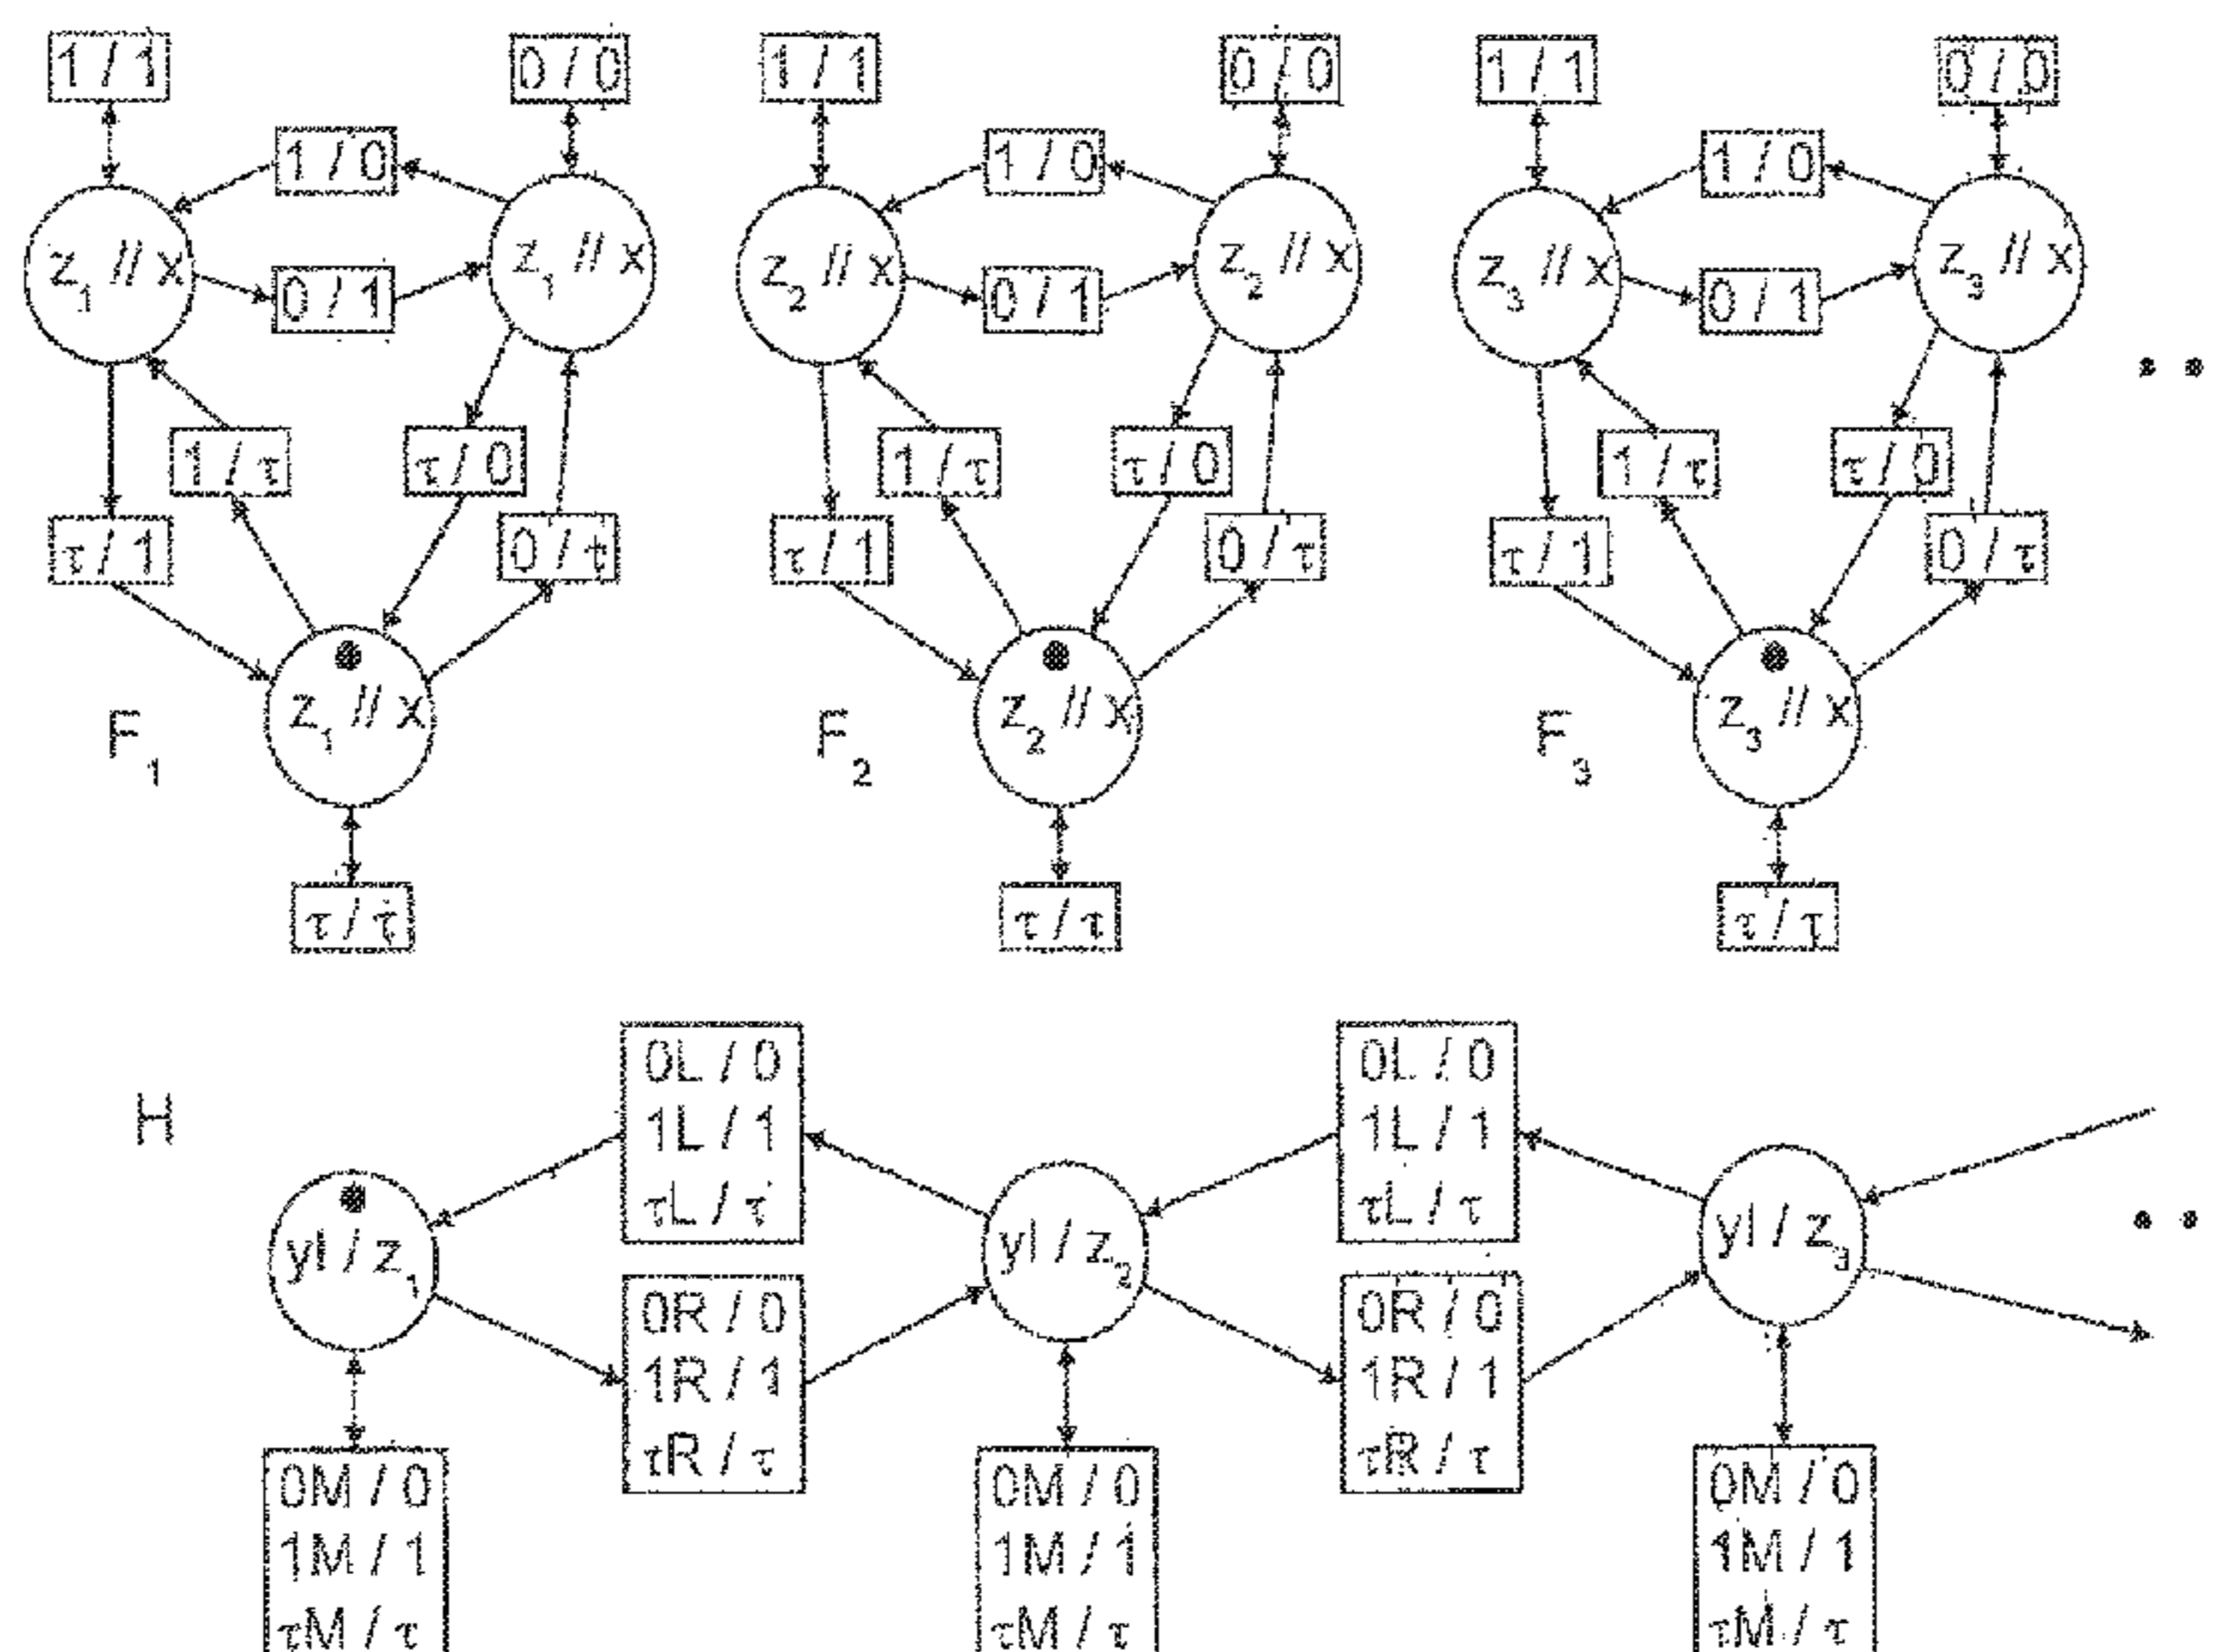 1 / 1 0 / 0 1 / 1 0 / 0 1 / 1 0 / 0
1 / 0 1 / 0 1 / 0
z₁ // x z₁ // x z₂ // x z₂ // x z₃ // x z₃ // x
0 / 1 0 / 1 0 / 1
1 / τ τ / 0 1 / τ τ / 0 1 / τ τ / 0
τ / 1 0 / τ τ / 1 0 / τ τ / 1 0 / τ
F₁ z₁ // x F₂ z₂ // x F₃ z₃ // x
τ / τ τ / τ τ / τ
H
0L / 0
1L / 1
τL / τ
0L / 0
1L / 1
τL / τ
yl / z₁ yl / z₂ yl / z₃
0R / 0
1R / 1
τR / τ
0R / 0
1R / 1
τR / τ
0M / 0
1M / 1
τM / τ
0M / 0
1M / 1
τM / τ
0M / 0
1M / 1
τM / τ